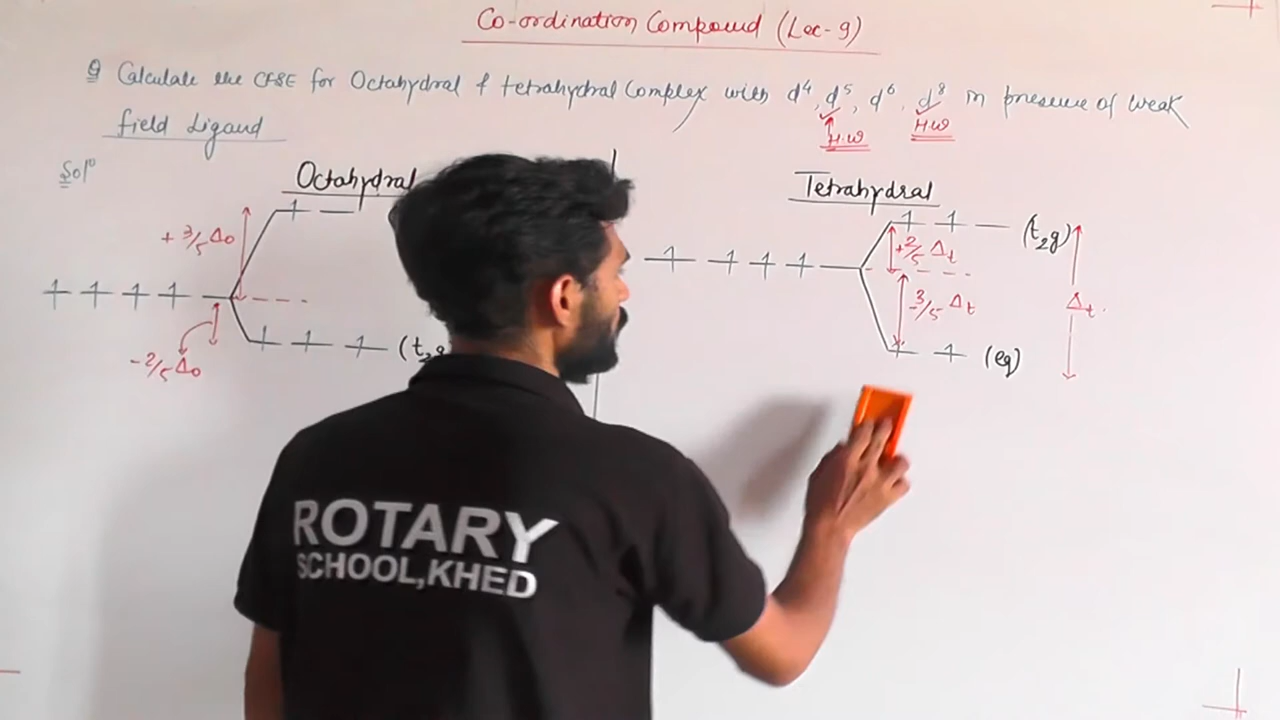 Co-ordination Compound (Lec-9)
Q Calculate the CFSE for Octahydral & tetrahydral Complex with d⁴, d⁵, d⁶, d⁸ in presence of weak
field Ligand
H.W H.W
Solⁿ
Octahydral
Tetrahydral
+3/5 Δo
-2/5 Δo
(t₂g
(t₂g)
+2/5 Δt
-3/5 Δt
Δt
(eg)
ROTARY
SCHOOL,KHED